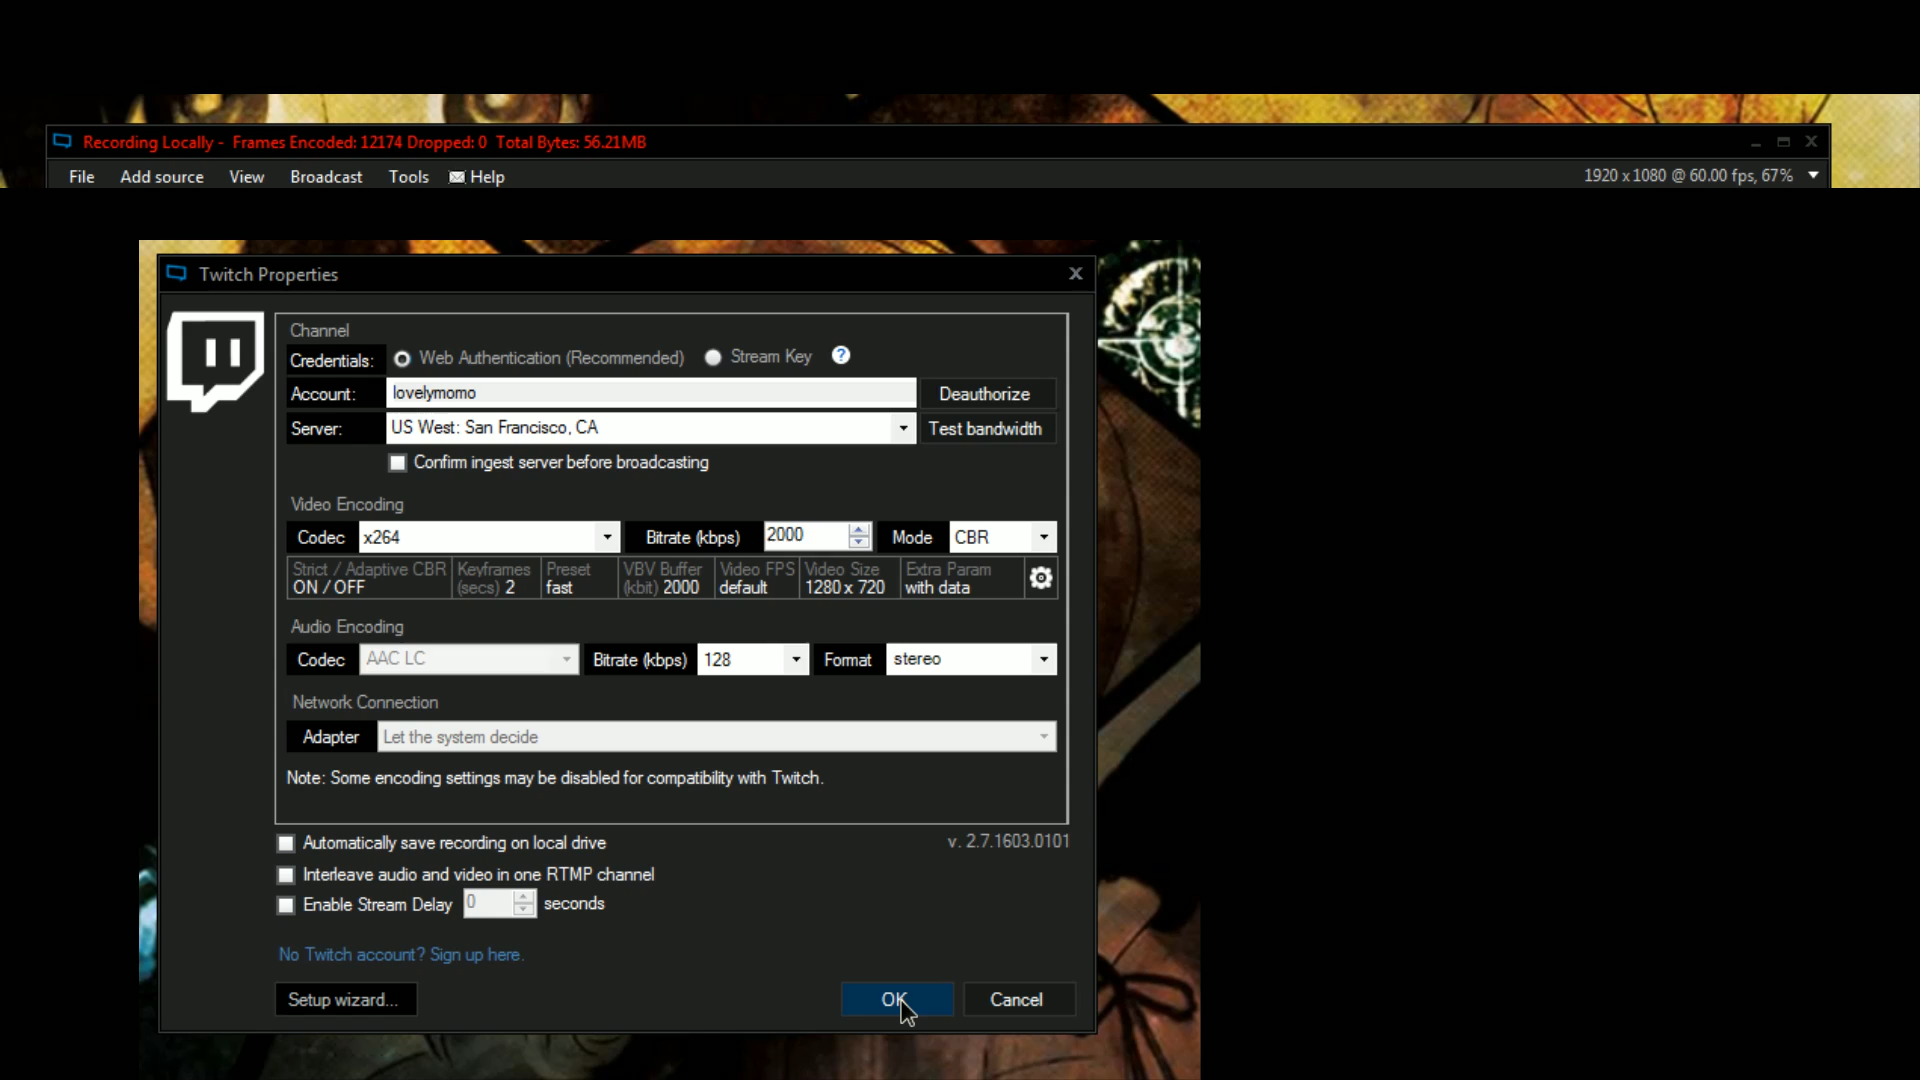 Recording Locally - Frames Encoded: 12174 Dropped: 0 Total Bytes: 56.21MB
File Add source View Broadcast Tools Help 1920 x 1080 @ 60.00 fps, 67%
Twitch Properties
Channel
Credentials: Web Authentication (Recommended) Stream Key ?
Account: lovelymomo Deauthorize
Server: US West: San Francisco, CA Test bandwidth
Confirm ingest server before broadcasting
Video Encoding
Codec x264 Bitrate (kbps) 2000 Mode CBR
Strict / Adaptive CBR Keyframes Preset VBV Buffer Video FPS Video Size Extra Param
ON / OFF (secs) 2 fast (kbit) 2000 default 1280 x 720 with data
Audio Encoding
Codec AAC LC Bitrate (kbps) 128 Format stereo
Network Connection
Adapter Let the system decide
Note: Some encoding settings may be disabled for compatibility with Twitch.
Automatically save recording on local drive v. 2.7.1603.0101
Interleave audio and video in one RTMP channel
Enable Stream Delay 0 seconds
No Twitch account? Sign up here.
Setup wizard... OK Cancel